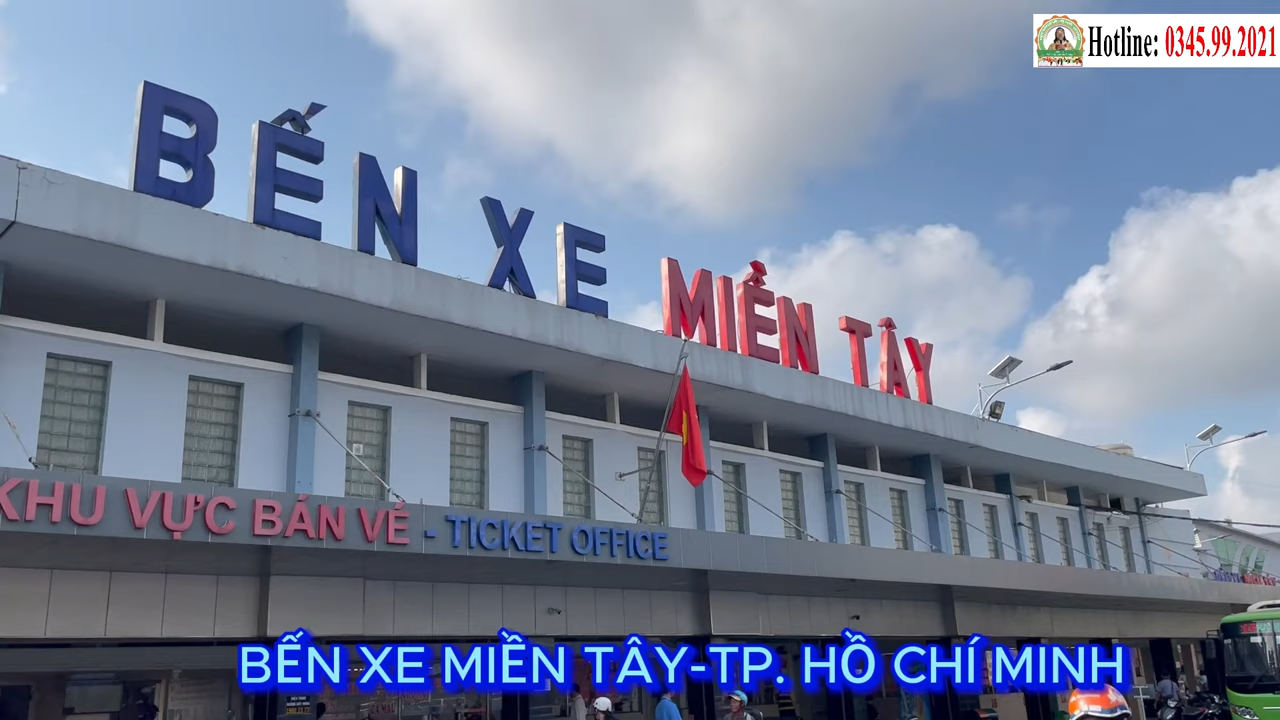 Hotline: 0345.99.2021
BẾN XE MIỀN TÂY
KHU VỰC BÁN VÉ - TICKET OFFICE
BẾN XE MIỀN TÂY-TP. HỒ CHÍ MINH